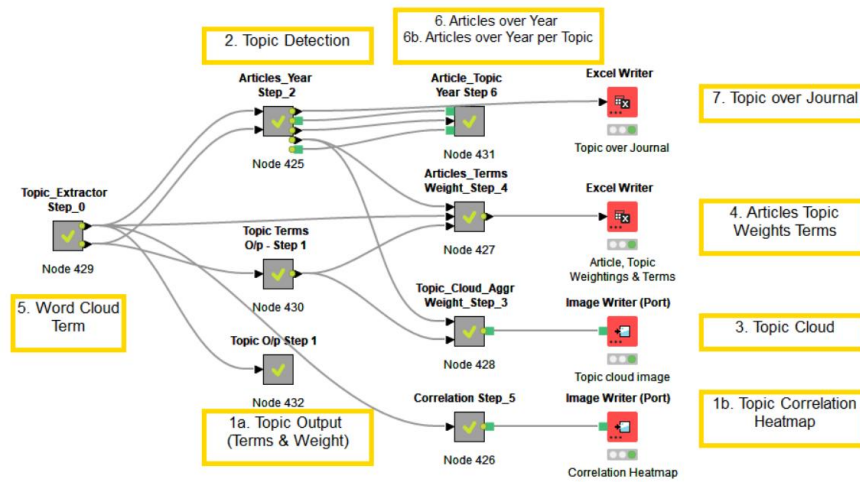 6. Articles over Year
6b. Articles over Year per Topic
2. Topic Detection
Articles_Year
Step_2
Node 425
Article_Topic
Year Step 6
Node 431
Excel Writer
Topic over Journal
7. Topic over Journal
Topic_Extractor
Step_0
Node 429
Articles_Terms
Weight_Step_4
Node 427
Excel Writer
Article, Topic
Weightings & Terms
4. Articles Topic
Weights Terms
Topic Terms
O/p - Step 1
Node 430
5. Word Cloud
Term
Topic_Cloud_Aggr
Weight_Step_3
Node 428
Image Writer (Port)
Topic cloud image
3. Topic Cloud
Topic O/p Step 1
Node 432
1a. Topic Output
(Terms & Weight)
Correlation Step_5
Node 426
Image Writer (Port)
Correlation Heatmap
1b. Topic Correlation
Heatmap